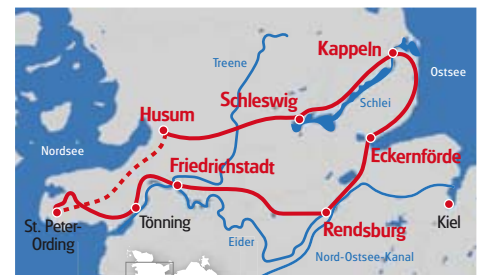 Kappeln
Treene
Ostsee
Schleswig
Schlei
Husum
Nordsee
Eckernförde
Friedrichstadt
St. Peter-
Ording
Tönning
Rendsburg
Kiel
Eider
Nord-Ostsee-Kanal